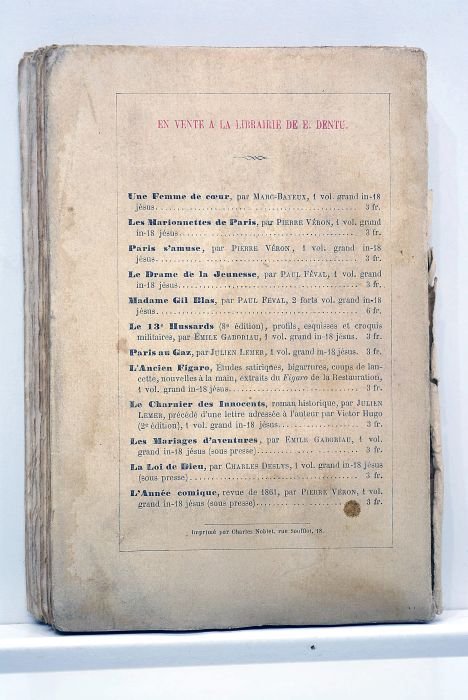 EN VENTE A LA LIBRAIRIE DE E. DENTU.
Une Femme de cœur, par MARC-BAYEUX, 1 vol. grand in-18
jésus........................................ 3 fr.
Les Marionnettes de Paris, par PIERRE VÉRON, 1 vol. grand
in-18 jésus.................................... 3 fr.
Paris s'amuse, par PIERRE VÉRON, 1 vol. grand in-18
jésus........................................ 3 fr.
Le Drame de la Jeunesse, par PAUL FÉVAL, 1 vol. grand
in-18 jésus.................................... 3 fr.
Madame Gil Blas, par PAUL FÉVAL, 2 forts vol. grand in-18
jésus........................................ 6 fr.
Le 13e Hussards (8e édition), profils, esquisses et croquis
militaires, par ÉMILE GABORIAU, 1 vol. grand in-18 jésus. 3 fr.
Paris au Gaz, par JULIEN LEMER, 1 vol. grand in-18 jésus. 3 fr.
L'Ancien Figaro, Etudes satiriques, bigarrures, coups de lan-
cette, nouvelles à la main, extraits du Figaro de la Restauration,
1 vol. grand in-18 jésus........................... 3 fr.
Le Charnier des Innocents, roman historique, par JULIEN
LEMER, précédé d'une lettre adressée à l'auteur par Victor Hugo
(2e édition), 1 vol. grand in-18 jésus.................. 3 fr.
Les Mariages d'aventures, par ÉMILE GABORIAU, 1 vol.
grand in-18 jésus (sous presse)...................... 3 fr.
La Loi de Dieu, par CHARLES DESLYS, 1 vol. grand in-18 jésus
(sous presse).................................. 3 fr.
L'Année comique, revue de 1861, par PIERRE VÉRON, 1 vol.
grand in-18 jésus (sous presse)...................... 3 fr.
Imprimé par Charles Noblet, rue Soufflot, 18.